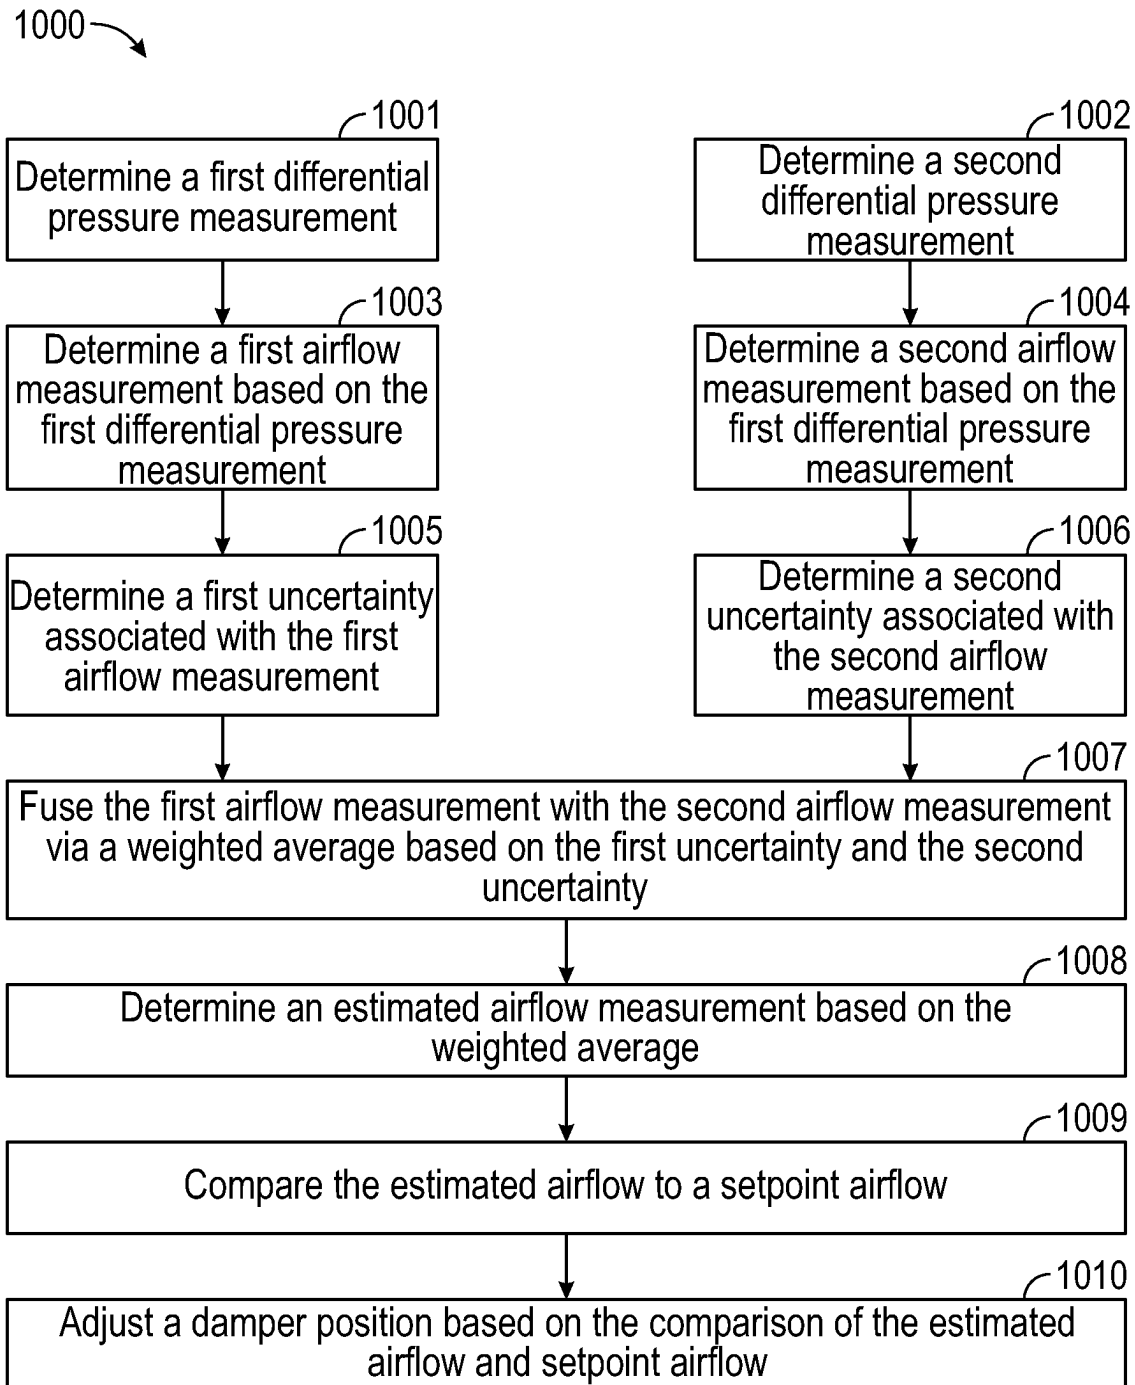 1000
1001
Determine a first differential
pressure measurement
1002
Determine a second
differential pressure
measurement
1003
Determine a first airflow
measurement based on the
first differential pressure
measurement
1004
Determine a second airflow
measurement based on the
first differential pressure
measurement
1005
Determine a first uncertainty
associated with the first
airflow measurement
1006
Determine a second
uncertainty associated with
the second airflow
measurement
1007
Fuse the first airflow measurement with the second airflow measurement
via a weighted average based on the first uncertainty and the second
uncertainty
1008
Determine an estimated airflow measurement based on the
weighted average
1009
Compare the estimated airflow to a setpoint airflow
1010
Adjust a damper position based on the comparison of the estimated
airflow and setpoint airflow